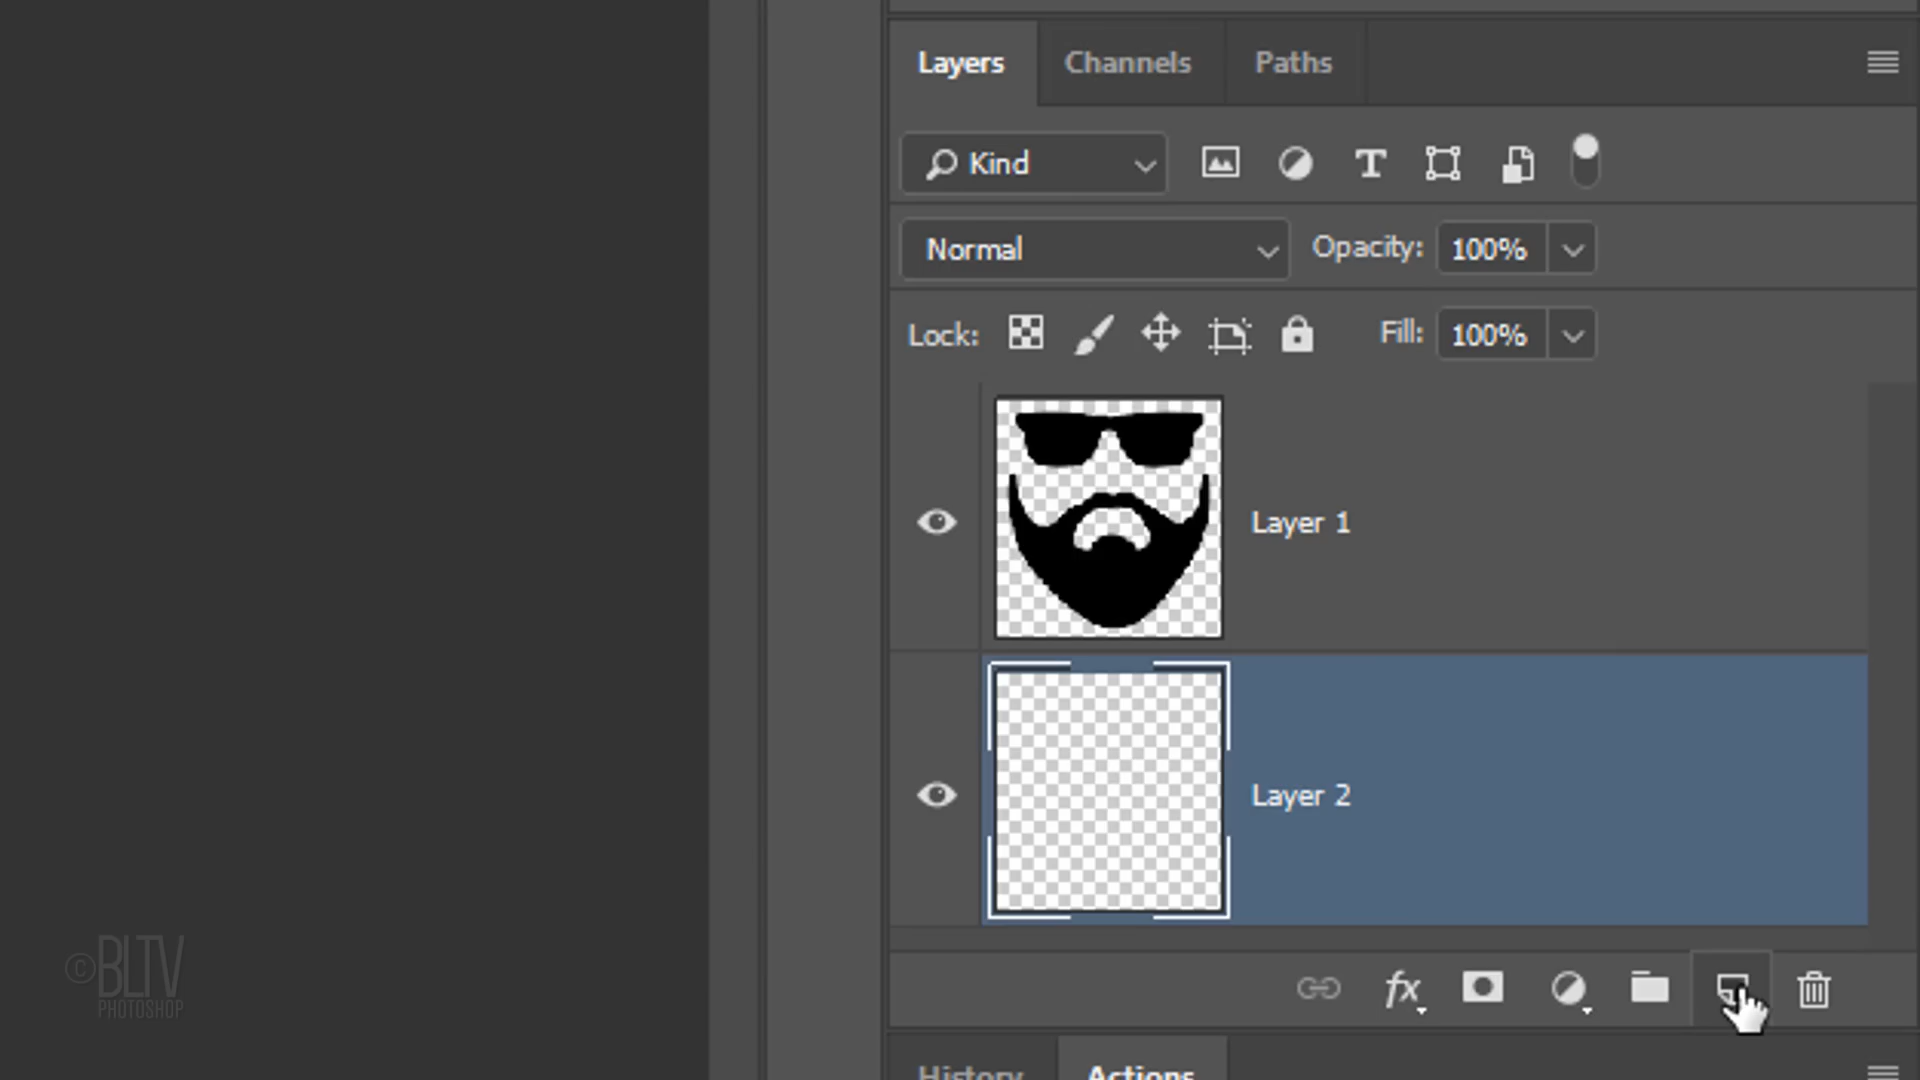 Layers Channels Paths
Kind
Normal Opacity: 100%
Lock: Fill: 100%
Layer 1
Layer 2
fx
©BLTV
PHOTOSHOP
History Actions